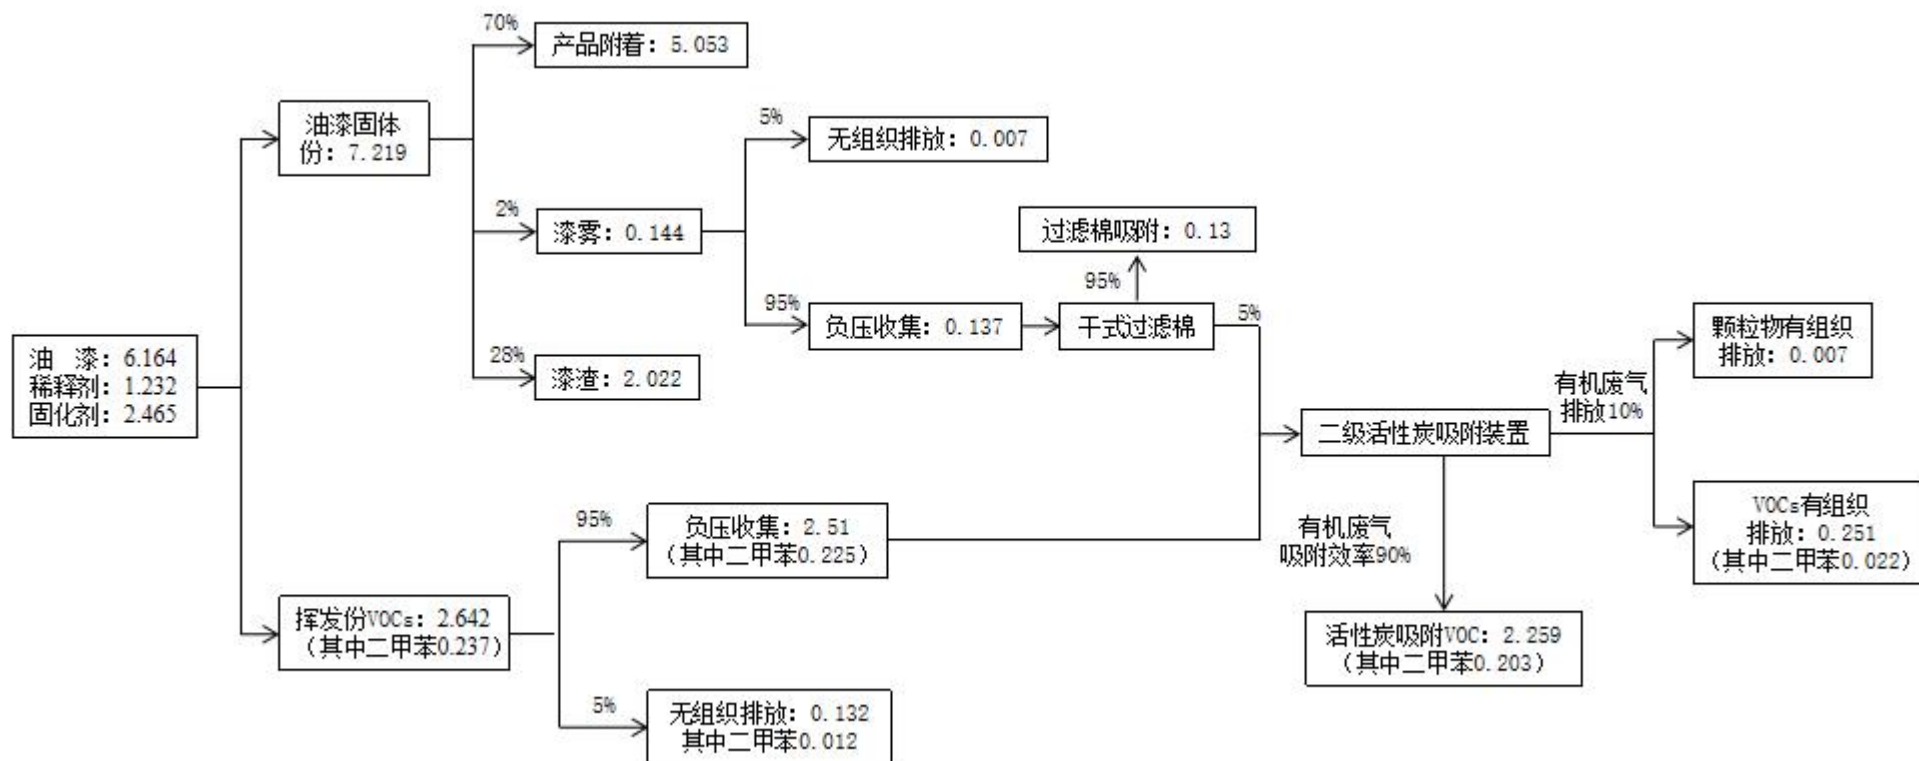 70%
产品附着：5.053
油漆固体
份：7.219
5%
无组织排放：0.007
2%
漆雾：0.144
过滤棉吸附：0.13
95%
95%
负压收集：0.137
干式过滤棉
5%
28%
漆渣：2.022
油　漆：6.164
稀释剂：1.232
固化剂：2.465
颗粒物有组织
排放：0.007
有机废气
排放10%
二级活性炭吸附装置
95%
负压收集：2.51
（其中二甲苯0.225）
有机废气
吸附效率90%
VOCs有组织
排放：0.251
（其中二甲苯0.022）
挥发份VOCs：2.642
（其中二甲苯0.237）
活性炭吸附VOC：2.259
（其中二甲苯0.203）
5%
无组织排放：0.132
其中二甲苯0.012